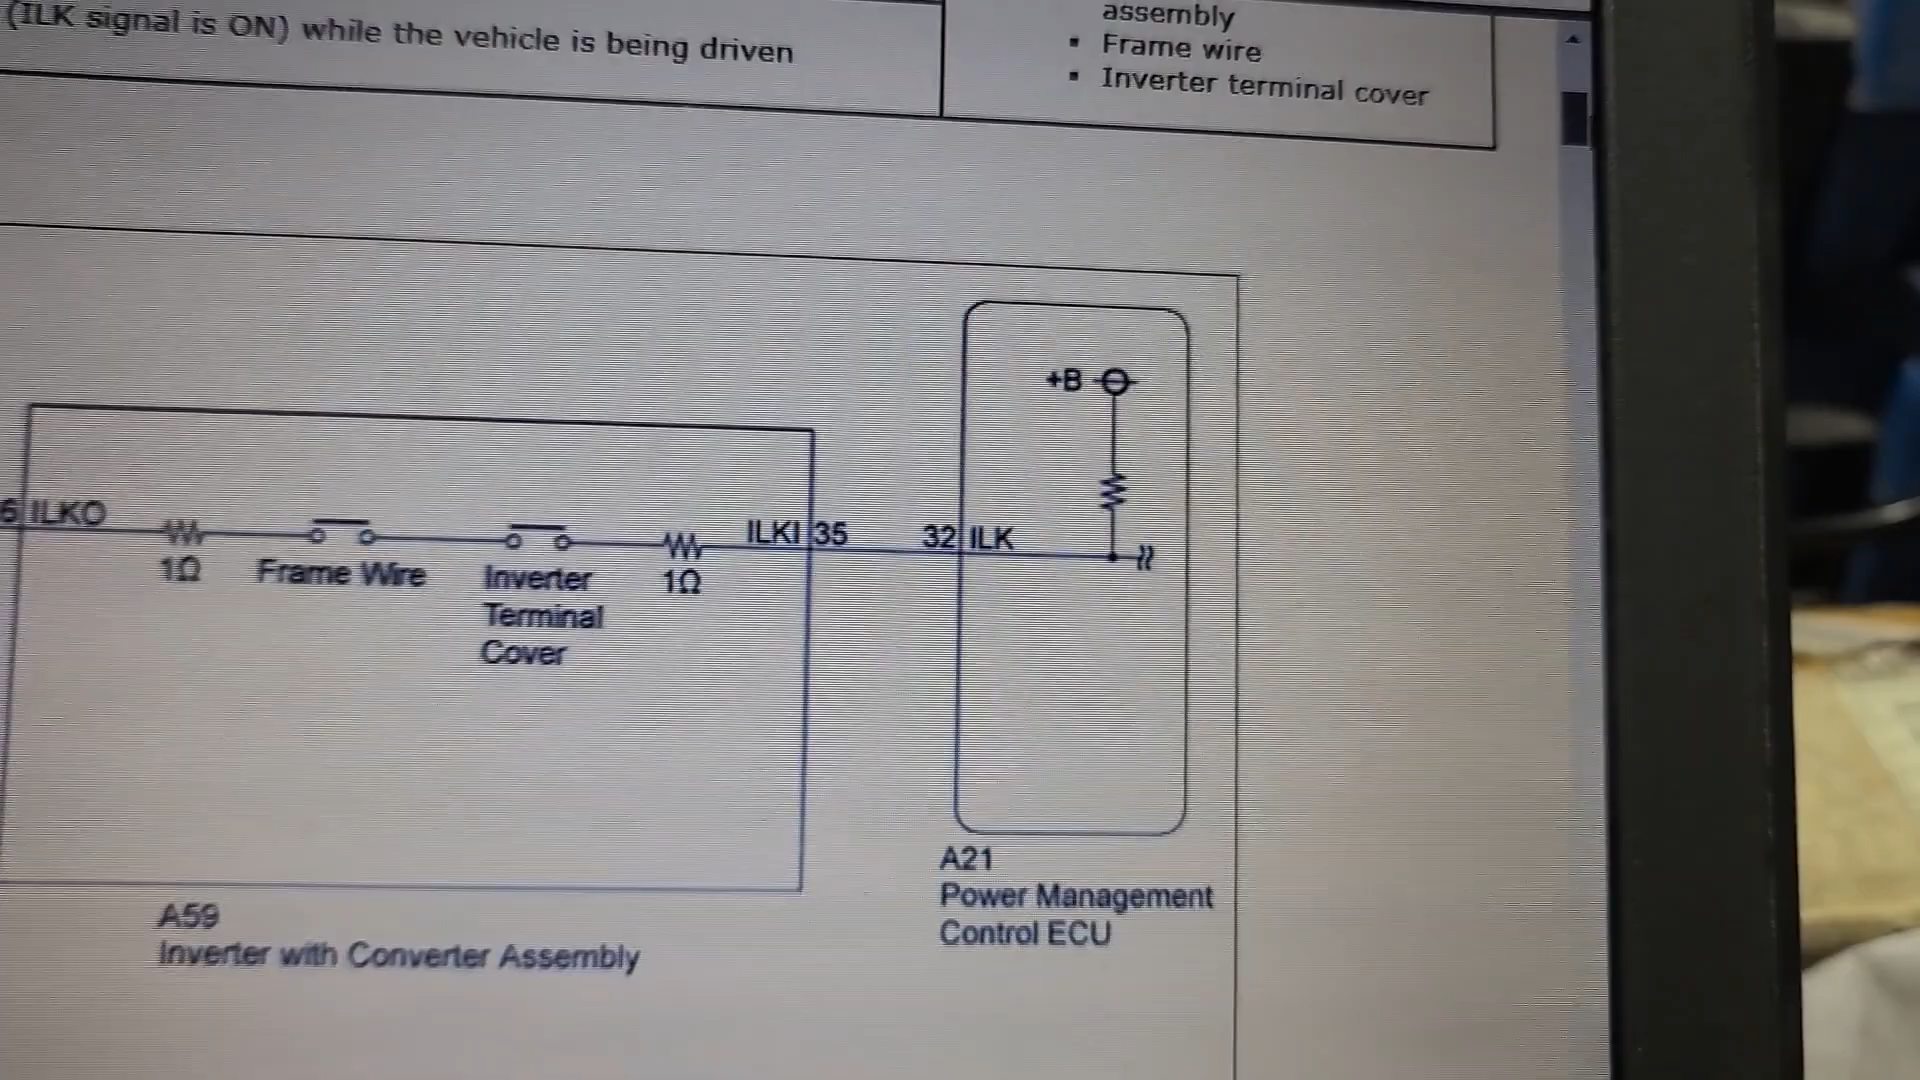 (ILK signal is ON) while the vehicle is being driven
assembly
▪ Frame wire
▪ Inverter terminal cover
+B
6 ILKO
ILKI 35
32 ILK
1Ω
Frame Wire
Inverter
Terminal
Cover
1Ω
A59
Inverter with Converter Assembly
A21
Power Management
Control ECU